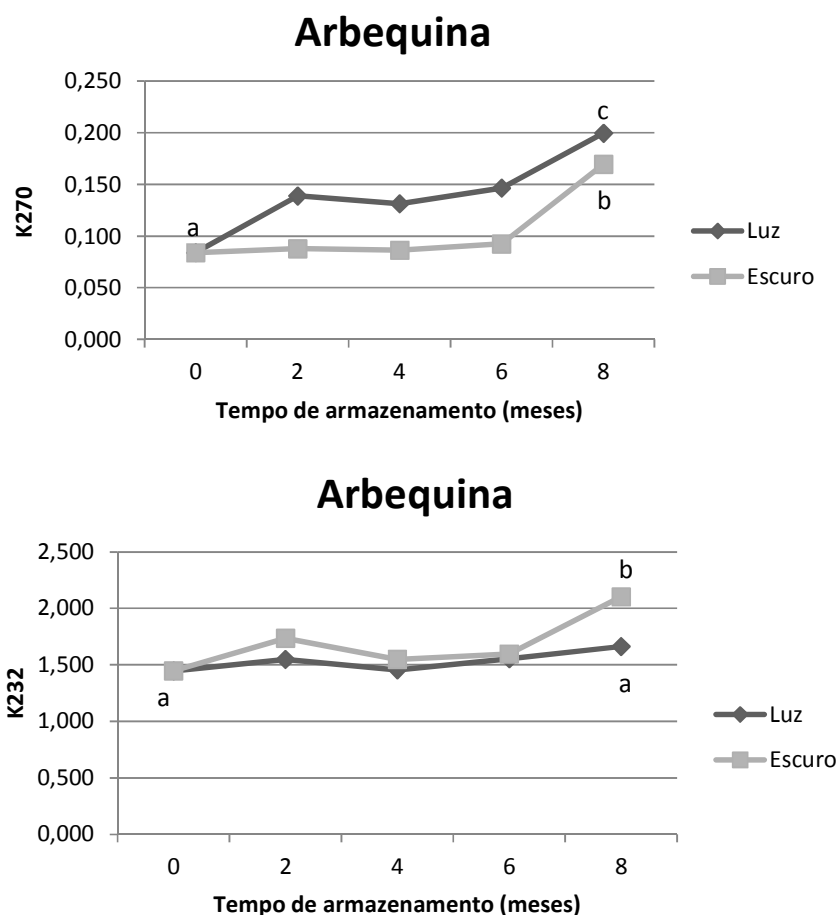 Arbequina
0,250
0,200
0,150
0,100
0,050
0,000
K270
a
c
b
0 2 4 6 8
Tempo de armazenamento (meses)
Luz
Escuro
Arbequina
2,500
2,000
1,500
1,000
0,500
0,000
K232
a
b
a
0 2 4 6 8
Tempo de armazenamento (meses)
Luz
Escuro